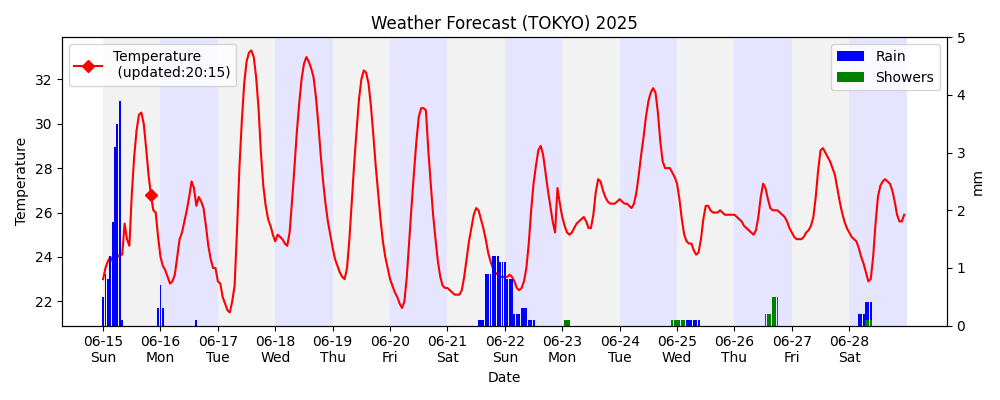 Weather Forecast (TOKYO) 2025
Temperature
(updated:20:15)
Rain
Showers
Temperature
32
30
28
26
24
22
5
4
3
2
1
0
mm
06-15 06-16 06-17 06-18 06-19 06-20 06-21 06-22 06-23 06-24 06-25 06-26 06-27 06-28
Sun Mon Tue Wed Thu Fri Sat Sun Mon Tue Wed Thu Fri Sat
Date